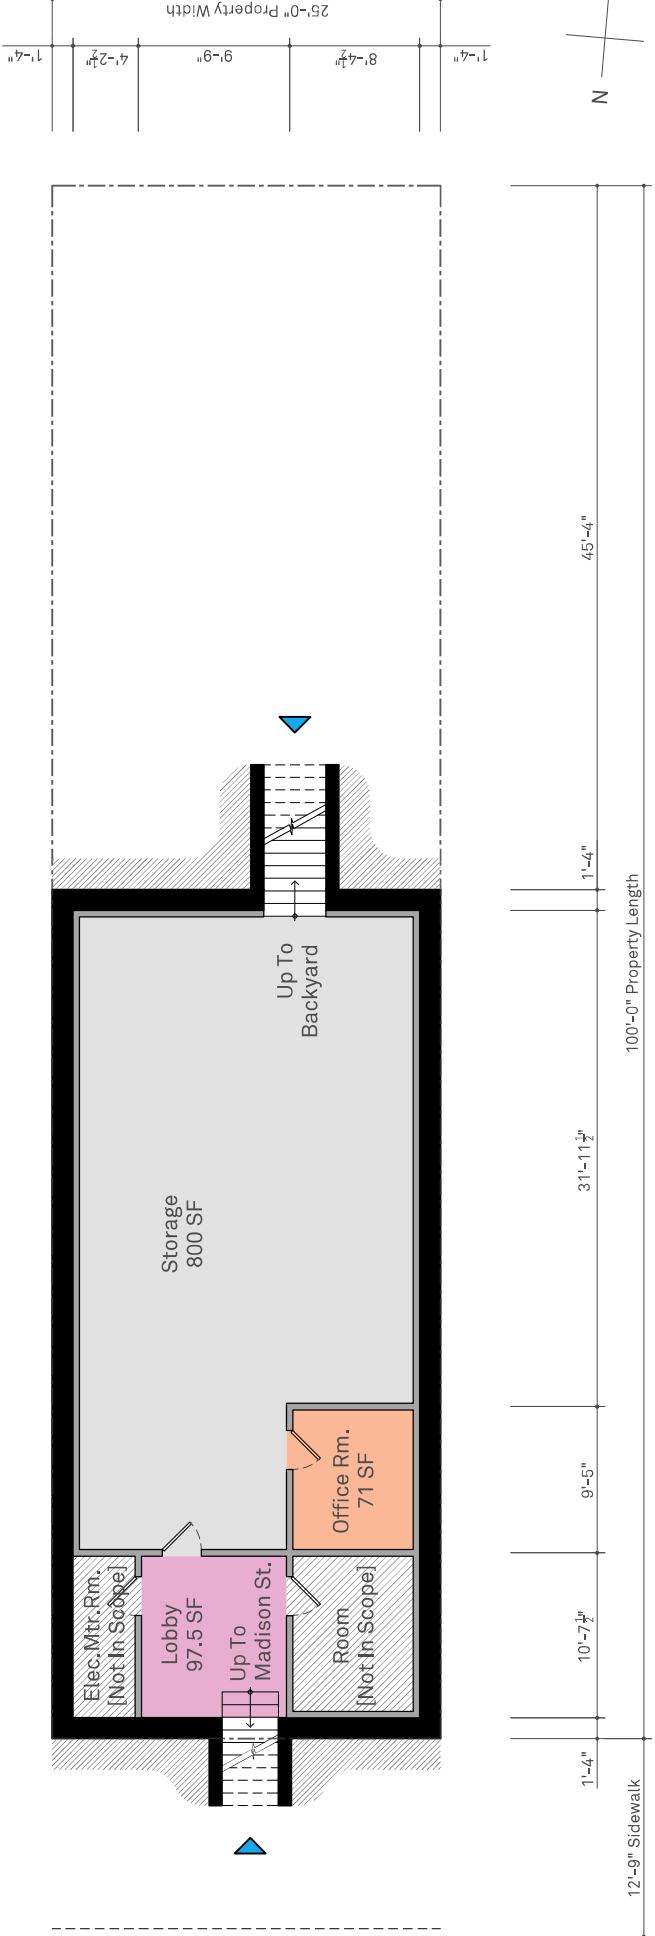 25'-0" Property Width
1'-4"
4'-2½"
9'-9"
8'-4½"
1'-4"
N
45'-4"
1'-4"
100'-0" Property Length
Up To
Backyard
31'-11½"
Storage
800 SF
Office Rm.
71 SF
9'-5"
Elec.Mtr.Rm.
[Not In Scope]
Lobby
97.5 SF
Up To
Madison St.
Room
[Not In Scope]
10'-7½"
1'-4"
12'-9" Sidewalk